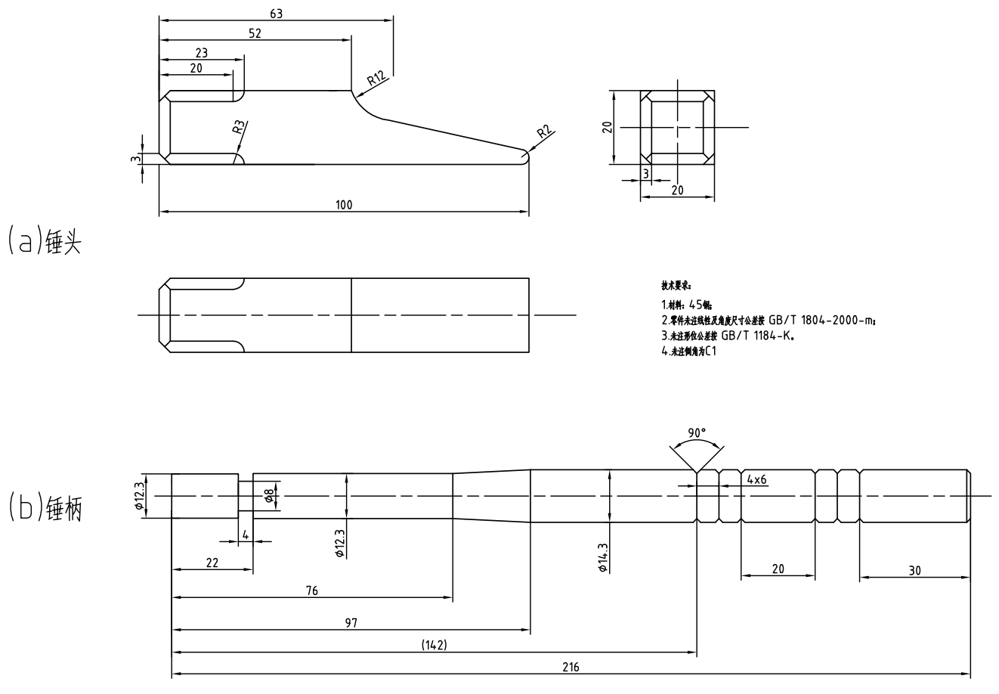 63
52
23
20
R12
R3
R2
3
100
20
3
20
(a)锤头
技术要求:
1.材料: 45钢;
2.零件未注线性及角度尺寸公差按 GB/T 1804-2000-m;
3.未注形位公差按 GB/T 1184-K。
4.未注倒角为C1
90°
(b)锤柄
ϕ12.3
ϕ8
4x6
4
ϕ12.3
ϕ14.3
22
20
30
76
97
(142)
216